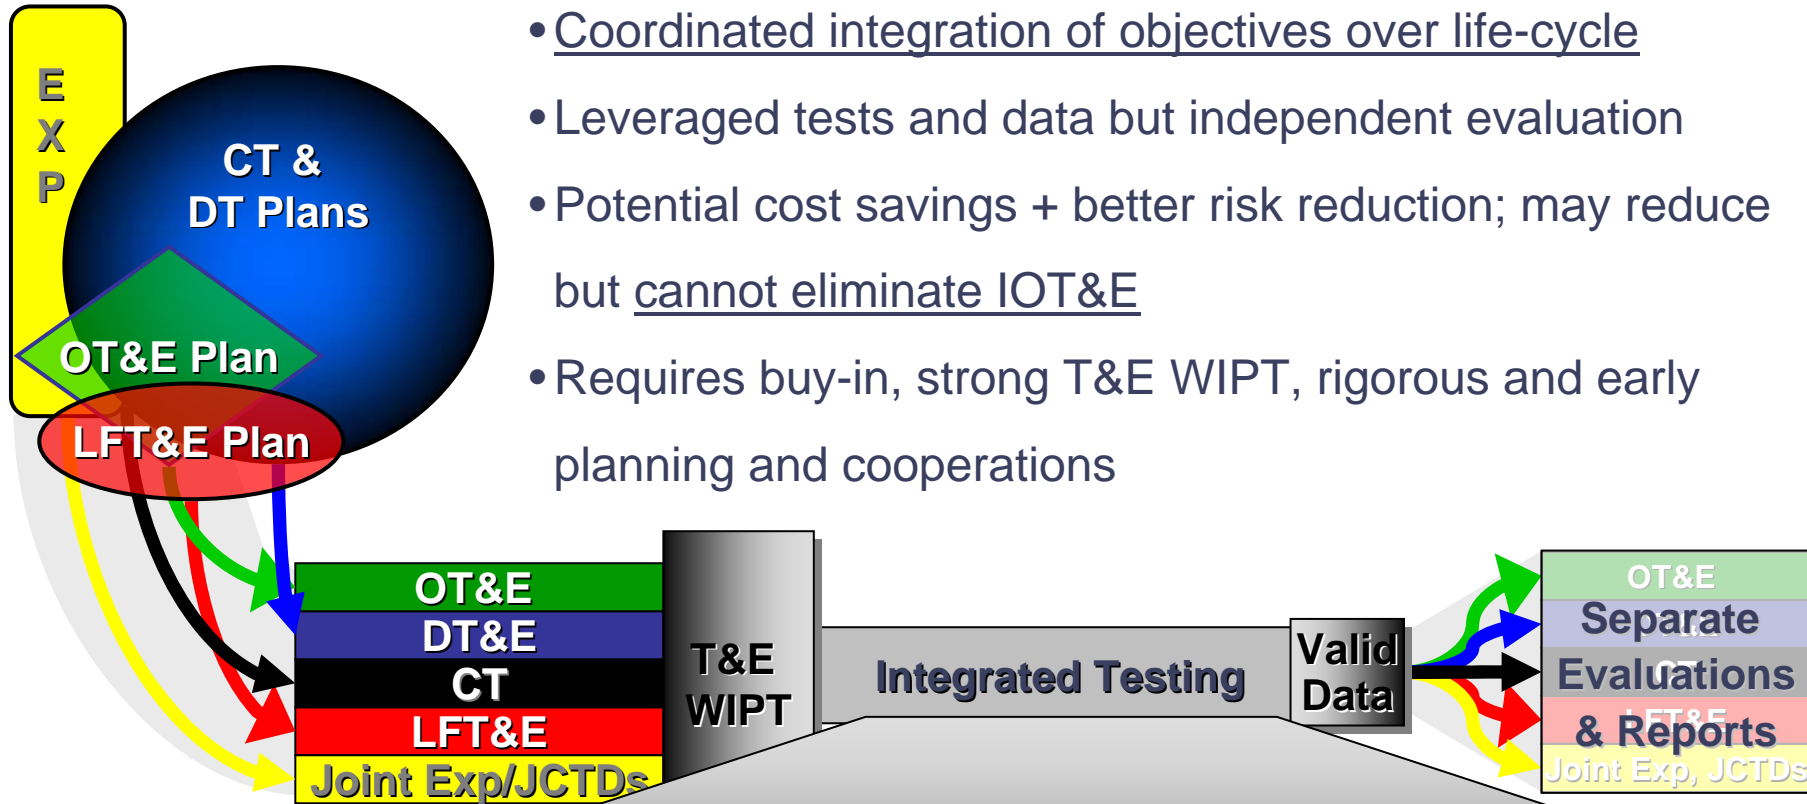 • Coordinated integration of objectives over life-cycle
• Leveraged tests and data but independent evaluation
• Potential cost savings + better risk reduction; may reduce
but cannot eliminate IOT&E
• Requires buy-in, strong T&E WIPT, rigorous and early
planning and cooperations
E
X
P
CT &
DT Plans
OT&E Plan
LFT&E Plan
OT&E
DT&E
CT
LFT&E
Joint Exp/JCTDs
T&E
WIPT
Integrated Testing
Valid
Data
OT&E
Separate
Evaluations
CT
& Reports
LFT&E
Joint Exp, JCTDs